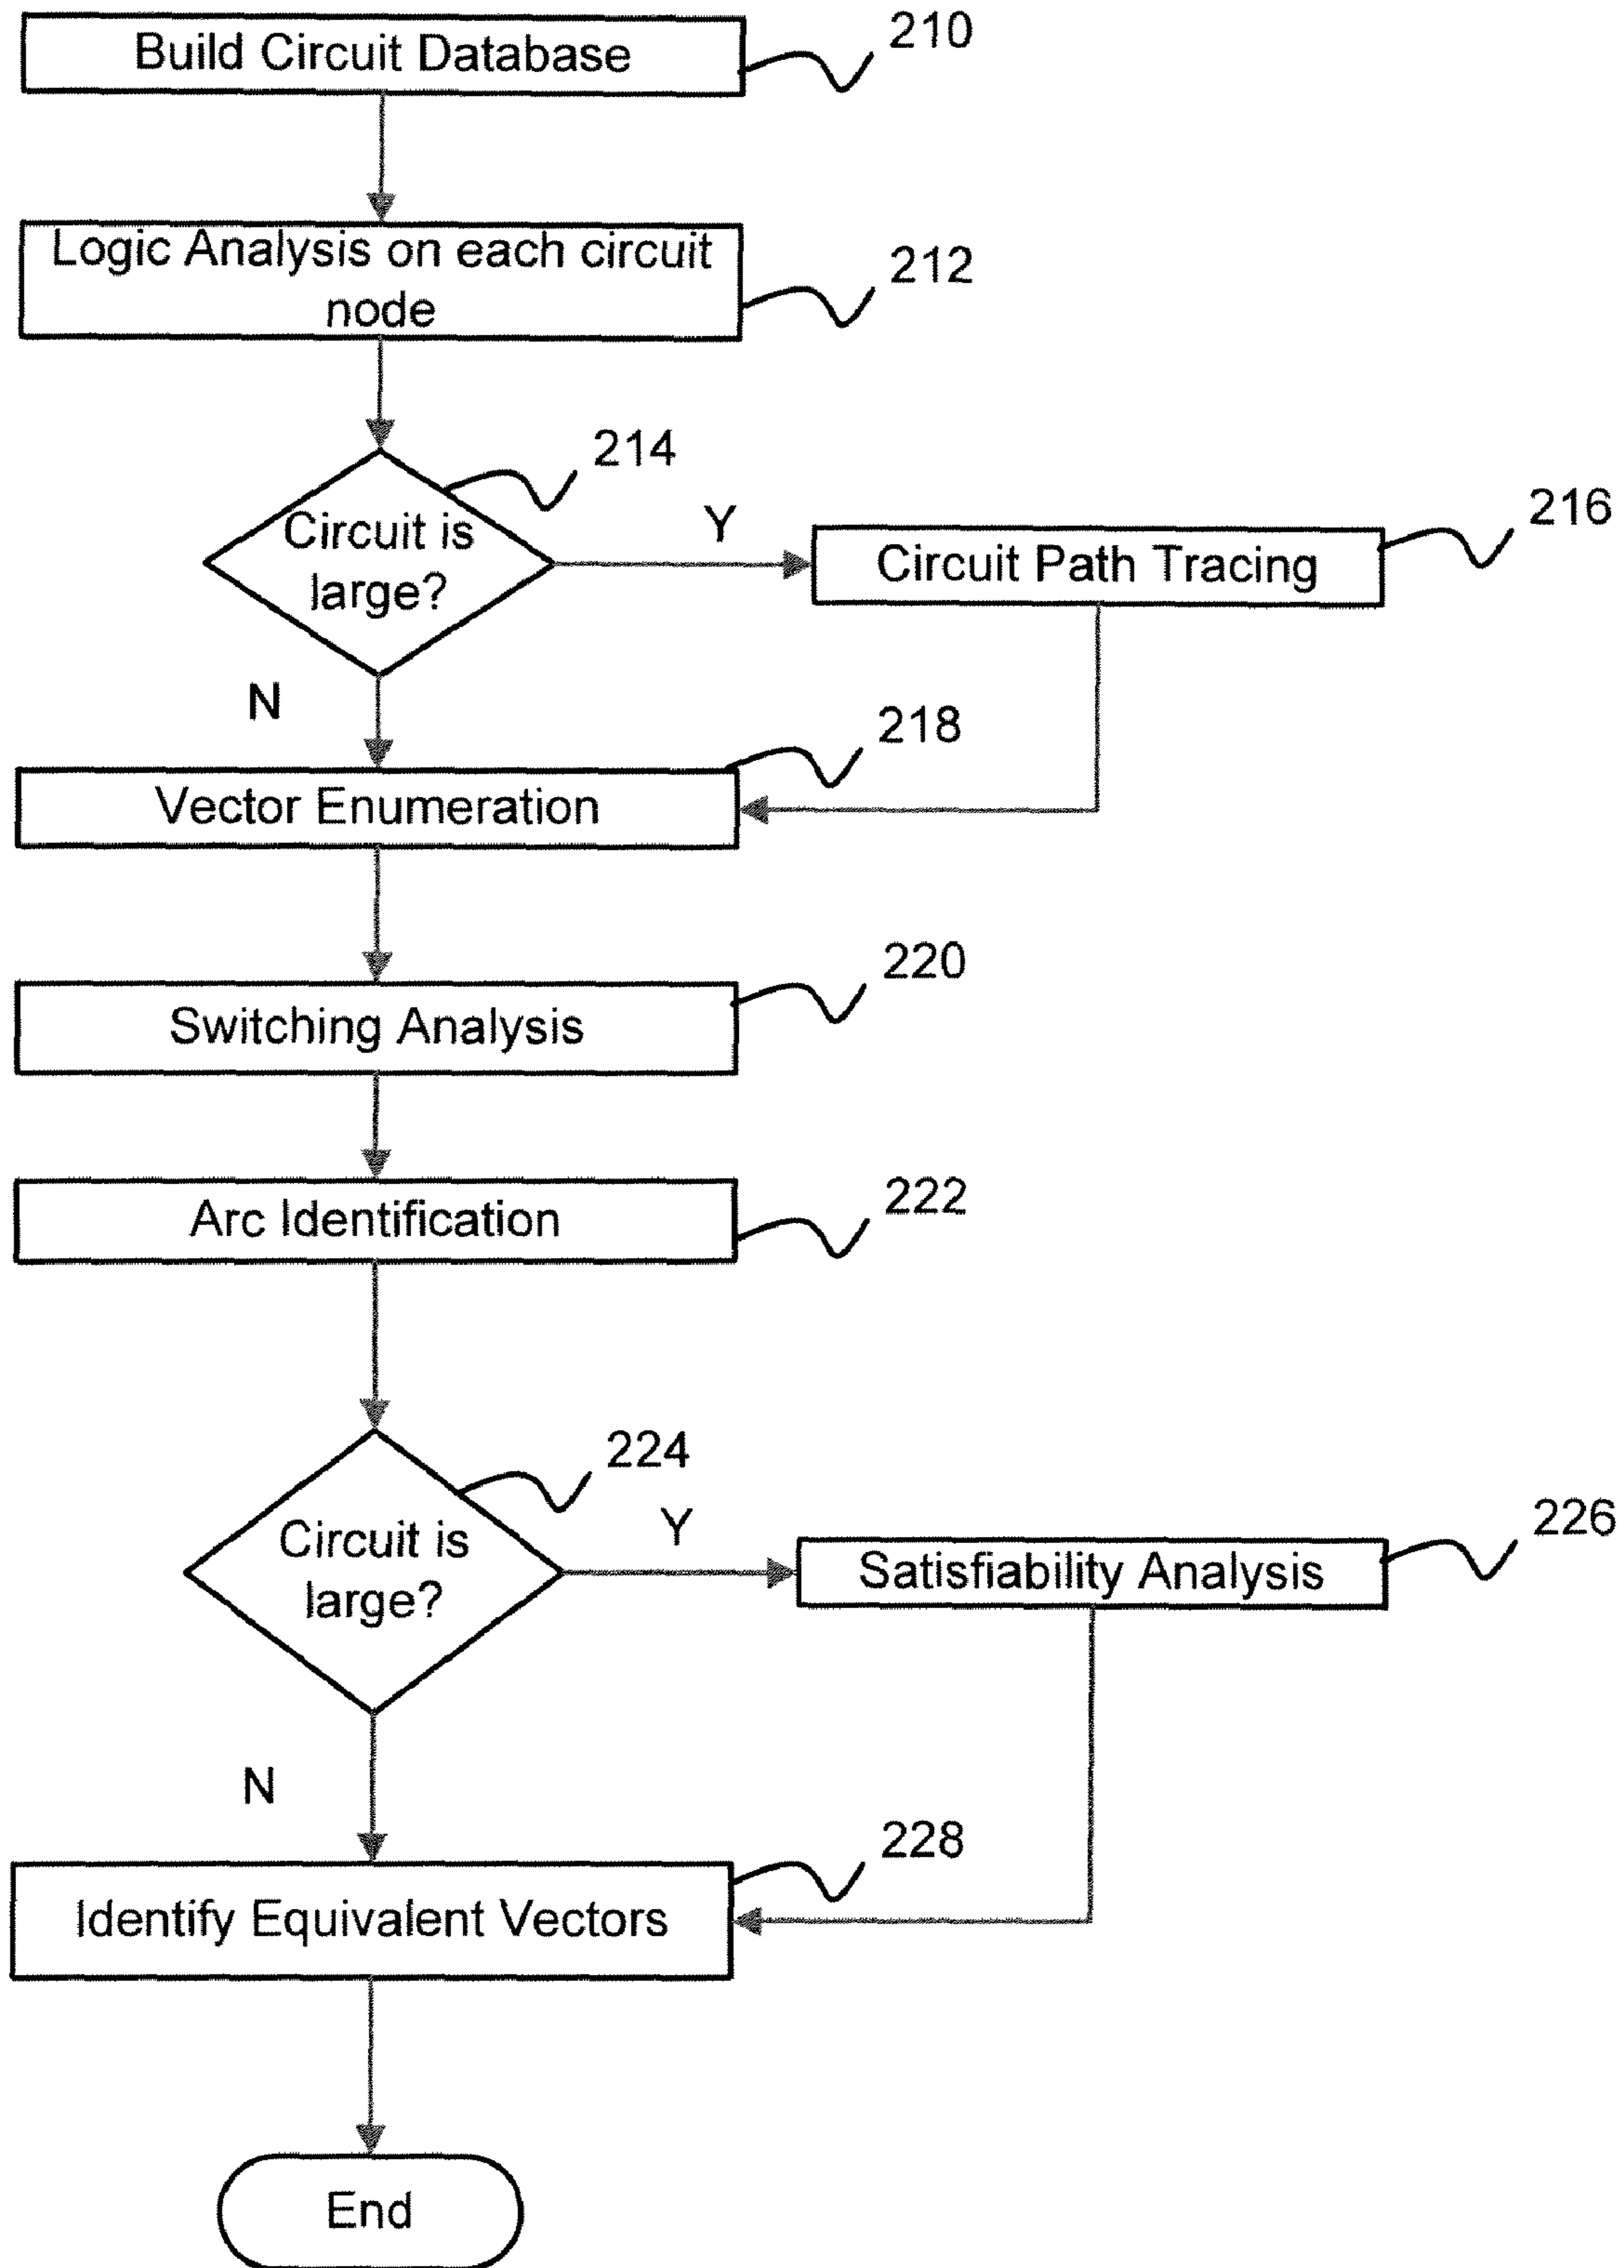 Build Circuit Database
210
Logic Analysis on each circuit
node
212
214
Circuit is
large?
Y
216
Circuit Path Tracing
N
218
Vector Enumeration
220
Switching Analysis
222
Arc Identification
224
Circuit is
large?
Y
226
Satisfiability Analysis
N
228
Identify Equivalent Vectors
End